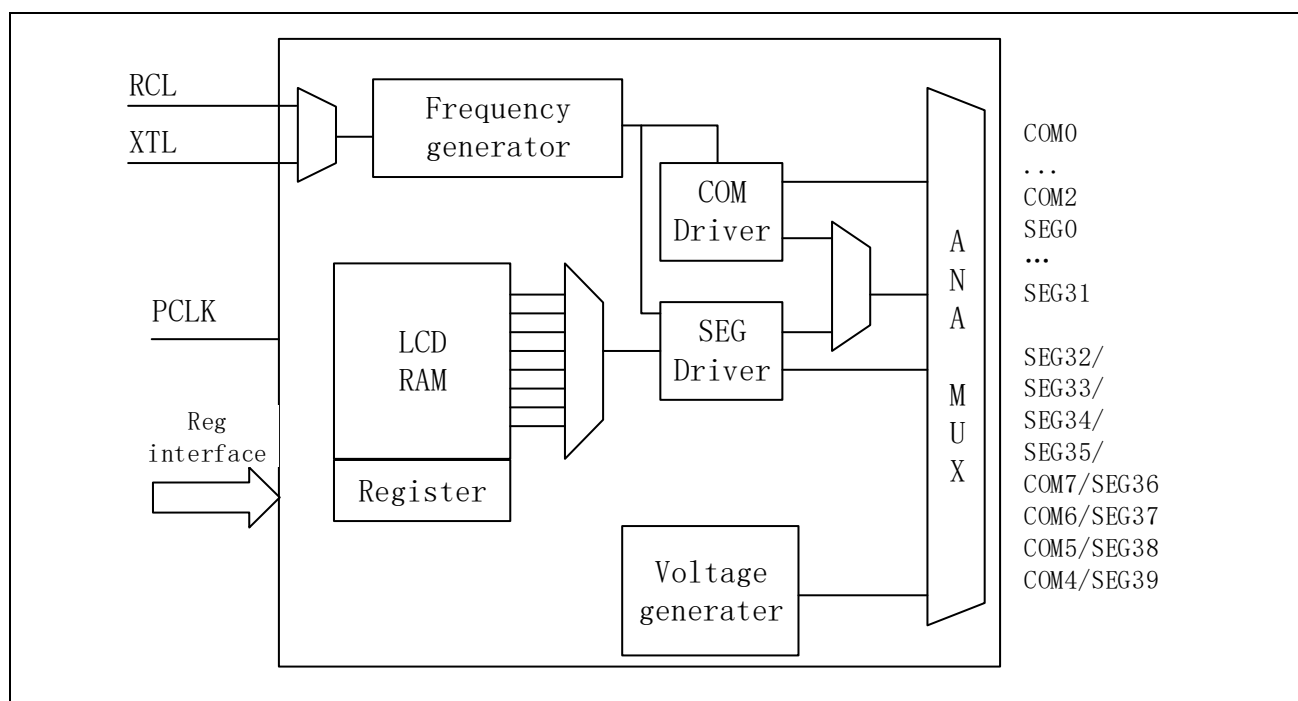 RCL
XTL
PCLK
Reg
interface
Frequency
generator
LCD
RAM
Register
COM
Driver
SEG
Driver
Voltage
generater
A
N
A
M
U
X
COM0
...
COM2
SEG0
...
SEG31
SEG32/
SEG33/
SEG34/
SEG35/
COM7/SEG36
COM6/SEG37
COM5/SEG38
COM4/SEG39